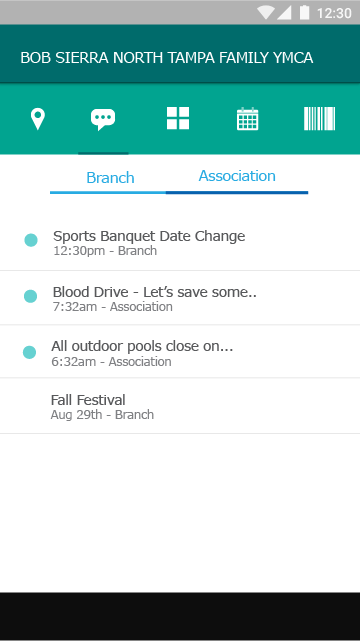 12:30
BOB SIERRA NORTH TAMPA FAMILY YMCA
Branch
Association
Sports Banquet Date Change
12:30pm - Branch
Blood Drive - Let’s save some..
7:32am - Association
All outdoor pools close on...
6:32am - Association
Fall Festival
Aug 29th - Branch